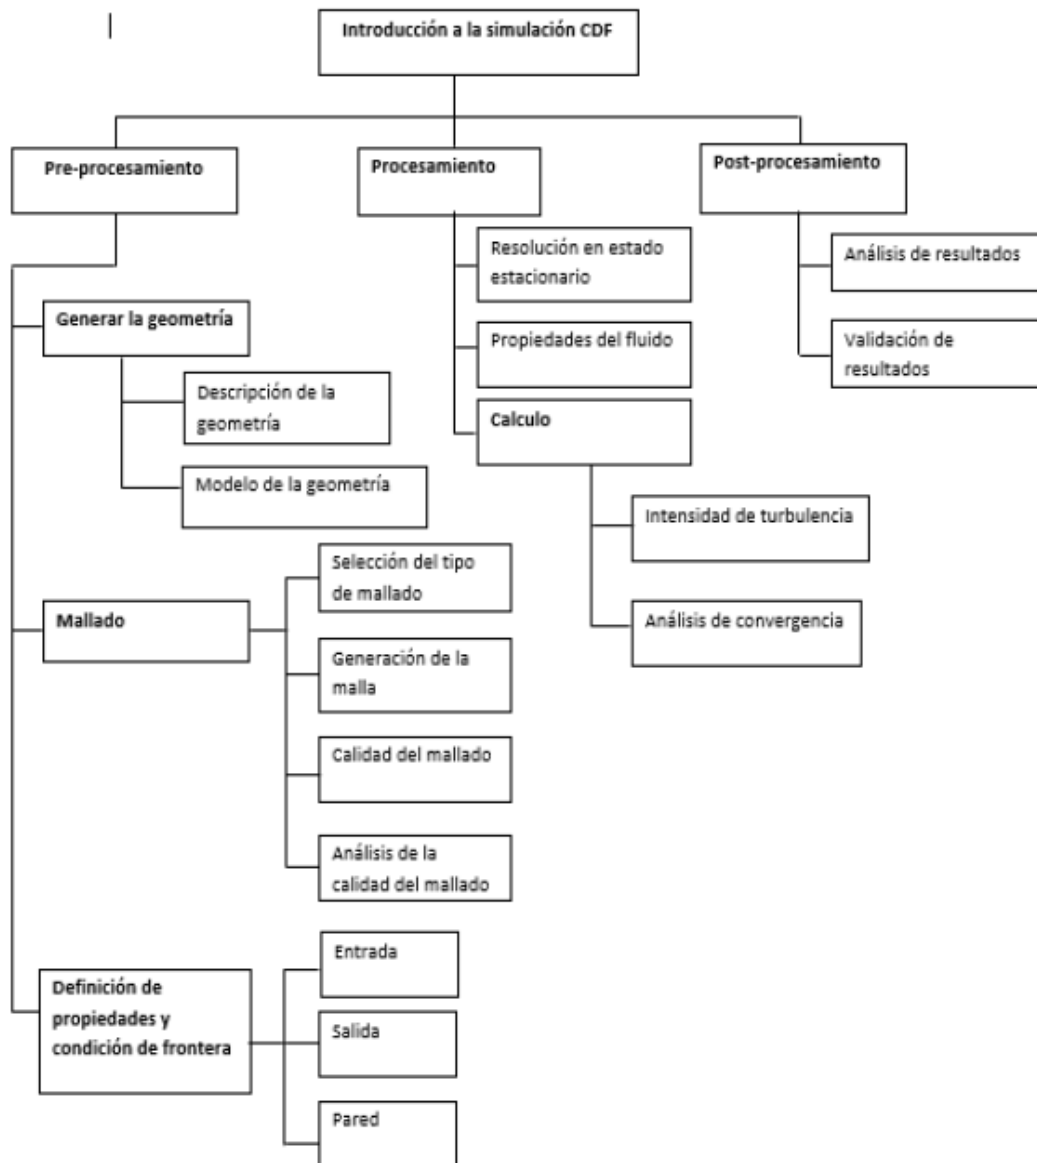 Introducción a la simulación CDF
Pre-procesamiento
Procesamiento
Post-procesamiento
Generar la geometría
Descripción de la
geometría
Modelo de la geometría
Mallado
Selección del tipo
de mallado
Generación de la
malla
Calidad del mallado
Análisis de la
calidad del mallado
Definición de
propiedades y
condición de frontera
Entrada
Salida
Pared
Resolución en estado
estacionario
Propiedades del fluido
Calculo
Intensidad de turbulencia
Análisis de convergencia
Análisis de resultados
Validación de
resultados